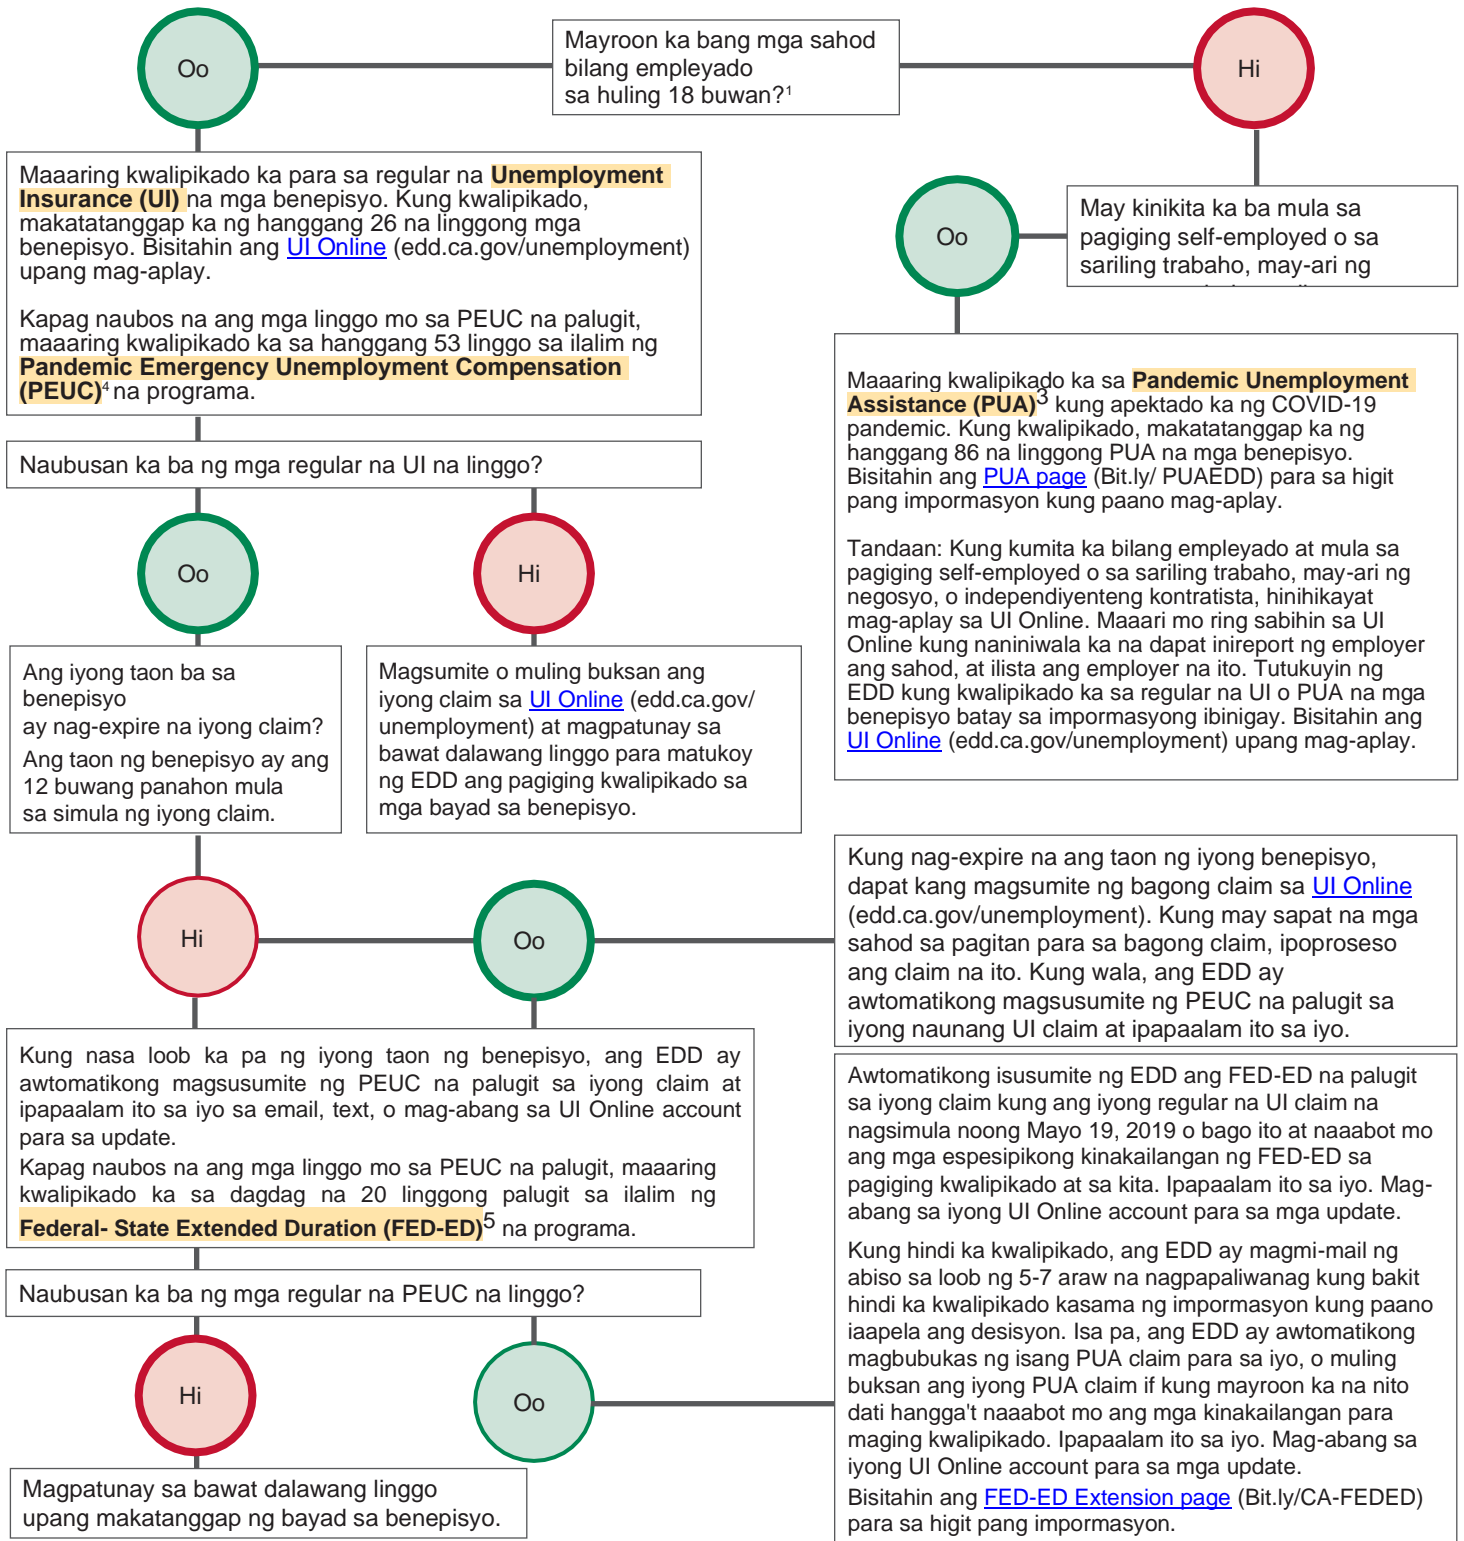 Oo
Mayroon ka bang mga sahod
bilang empleyado
sa huling 18 buwan?¹
Hi
Maaaring kwalipikado ka para sa regular na Unemployment
Insurance (UI) na mga benepisyo. Kung kwalipikado,
makatatanggap ka ng hanggang 26 na linggong mga
benepisyo. Bisitahin ang UI Online (edd.ca.gov/unemployment)
upang mag-aplay.
Kapag naubos na ang mga linggo mo sa PEUC na palugit,
maaaring kwalipikado ka sa hanggang 53 linggo sa ilalim ng
Pandemic Emergency Unemployment Compensation
(PEUC)⁴ na programa.
Oo
May kinikita ka ba mula sa
pagiging self-employed o sa
sariling trabaho, may-ari ng
Maaaring kwalipikado ka sa Pandemic Unemployment
Assistance (PUA)³ kung apektado ka ng COVID-19
pandemic. Kung kwalipikado, makatatanggap ka ng
hanggang 86 na linggong PUA na mga benepisyo.
Bisitahin ang PUA page (Bit.ly/ PUAEDD) para sa higit
pang impormasyon kung paano mag-aplay.
Tandaan: Kung kumita ka bilang empleyado at mula sa
pagiging self-employed o sa sariling trabaho, may-ari ng
negosyo, o independiyenteng kontratista, hinihikayat
mag-aplay sa UI Online. Maaari mo ring sabihin sa UI
Online kung naniniwala ka na dapat inireport ng employer
ang sahod, at ilista ang employer na ito. Tutukuyin ng
EDD kung kwalipikado ka sa regular na UI o PUA na mga
benepisyo batay sa impormasyong ibinigay. Bisitahin ang
UI Online (edd.ca.gov/unemployment) upang mag-aplay.
Naubusan ka ba ng mga regular na UI na linggo?
Oo
Hi
Ang iyong taon ba sa
benepisyo
ay nag-expire na iyong claim?
Ang taon ng benepisyo ay ang
12 buwang panahon mula
sa simula ng iyong claim.
Magsumite o muling buksan ang
iyong claim sa UI Online (edd.ca.gov/
unemployment) at magpatunay sa
bawat dalawang linggo para matukoy
ng EDD ang pagiging kwalipikado sa
mga bayad sa benepisyo.
Hi
Oo
Kung nag-expire na ang taon ng iyong benepisyo,
dapat kang magsumite ng bagong claim sa UI Online
(edd.ca.gov/unemployment). Kung may sapat na mga
sahod sa pagitan para sa bagong claim, ipoproseso
ang claim na ito. Kung wala, ang EDD ay
awtomatikong magsusumite ng PEUC na palugit sa
iyong naunang UI claim at ipapaalam ito sa iyo.
Kung nasa loob ka pa ng iyong taon ng benepisyo, ang EDD ay
awtomatikong magsusumite ng PEUC na palugit sa iyong claim at
ipapaalam ito sa iyo sa email, text, o mag-abang sa UI Online account
para sa update.
Kapag naubos na ang mga linggo mo sa PEUC na palugit, maaaring
kwalipikado ka sa dagdag na 20 linggong palugit sa ilalim ng
Federal- State Extended Duration (FED-ED)⁵ na programa.
Awtomatikong isusumite ng EDD ang FED-ED na palugit
sa iyong claim kung ang iyong regular na UI claim na
nagsimula noong Mayo 19, 2019 o bago ito at naaabot mo
ang mga espesipikong kinakailangan ng FED-ED sa
pagiging kwalipikado at sa kita. Ipapaalam ito sa iyo. Mag-
abang sa iyong UI Online account para sa mga update.
Kung hindi ka kwalipikado, ang EDD ay magmi-mail ng
abiso sa loob ng 5-7 araw na nagpapaliwanag kung bakit
hindi ka kwalipikado kasama ng impormasyon kung paano
iaapela ang desisyon. Isa pa, ang EDD ay awtomatikong
magbubukas ng isang PUA claim para sa iyo, o muling
buksan ang iyong PUA claim if kung mayroon ka na nito
dati hangga't naaabot mo ang mga kinakailangan para
maging kwalipikado. Ipapaalam ito sa iyo. Mag-abang sa
iyong UI Online account para sa mga update.
Bisitahin ang FED-ED Extension page (Bit.ly/CA-FEDED)
para sa higit pang impormasyon.
Naubusan ka ba ng mga regular na PEUC na linggo?
Hi
Oo
Magpatunay sa bawat dalawang linggo
upang makatanggap ng bayad sa benepisyo.